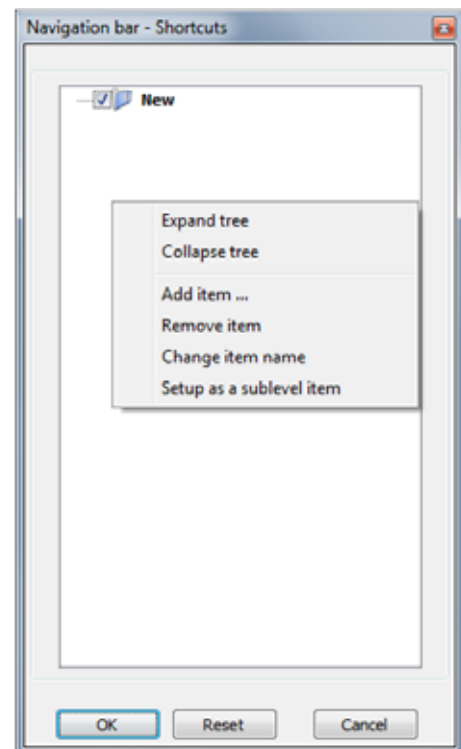 Navigation bar - Shortcuts
New
Expand tree
Collapse tree
Add item ...
Remove item
Change item name
Setup as a sublevel item
OK Reset Cancel